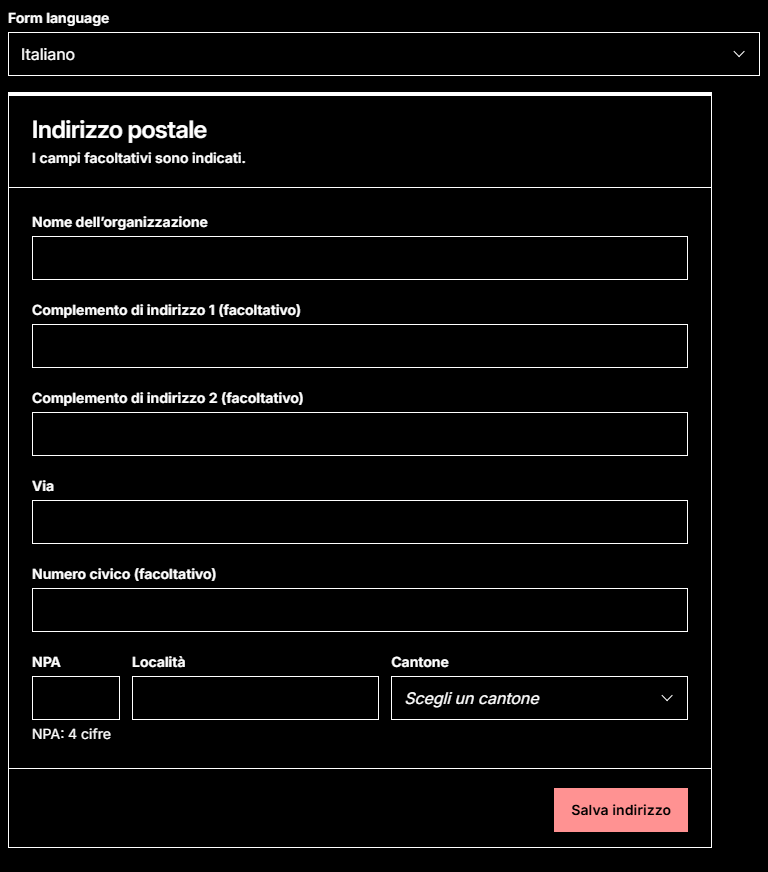 Form language
Italiano
Indirizzo postale
I campi facoltativi sono indicati.
Nome dell’organizzazione
Complemento di indirizzo 1 (facoltativo)
Complemento di indirizzo 2 (facoltativo)
Via
Numero civico (facoltativo)
NPA Località Cantone
Scegli un cantone
NPA: 4 cifre
Salva indirizzo